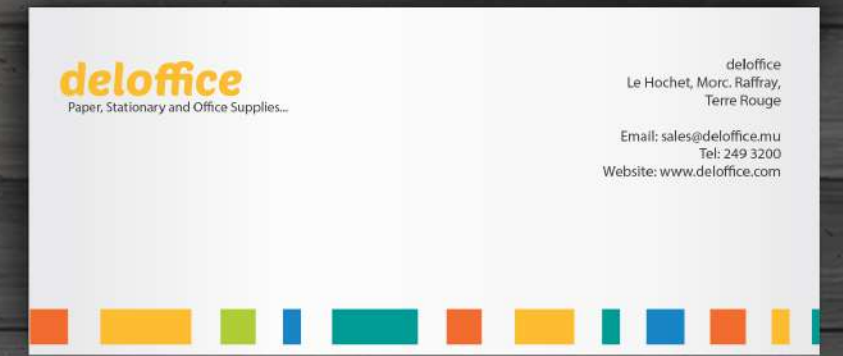 deloffice
Paper, Stationary and Office Supplies...
deloffice
Le Hochet, Morc. Raffray,
Terre Rouge
Email: sales@deloffice.mu
Tel: 249 3200
Website: www.deloffice.com